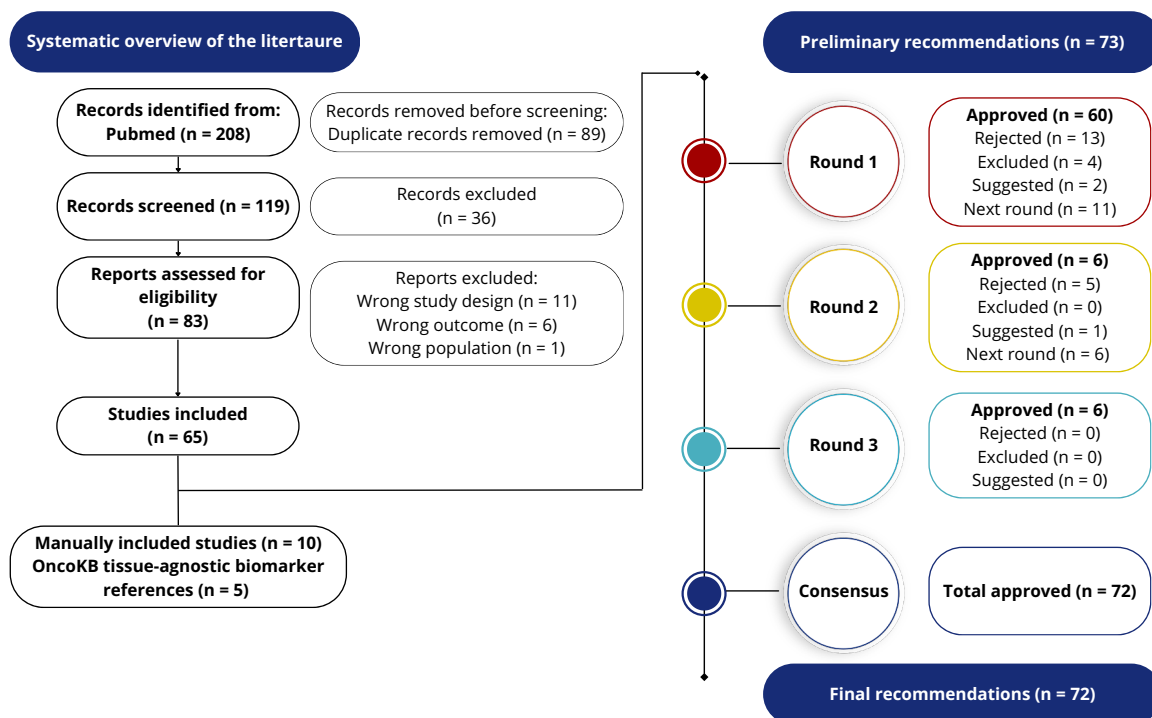 Systematic overview of the litertaure
Records identified from:
Pubmed (n = 208)
Records removed before screening:
Duplicate records removed (n = 89)
Records screened (n = 119)
Records excluded
(n = 36)
Reports assessed for
eligibility
(n = 83)
Reports excluded:
Wrong study design (n = 11)
Wrong outcome (n = 6)
Wrong population (n = 1)
Studies included
(n = 65)
Manually included studies (n = 10)
OncoKB tissue-agnostic biomarker
references (n = 5)
Preliminary recommendations (n = 73)
Round 1
Approved (n = 60)
Rejected (n = 13)
Excluded (n = 4)
Suggested (n = 2)
Next round (n = 11)
Round 2
Approved (n = 6)
Rejected (n = 5)
Excluded (n = 0)
Suggested (n = 1)
Next round (n = 6)
Round 3
Approved (n = 6)
Rejected (n = 0)
Excluded (n = 0)
Suggested (n = 0)
Consensus
Total approved (n = 72)
Final recommendations (n = 72)